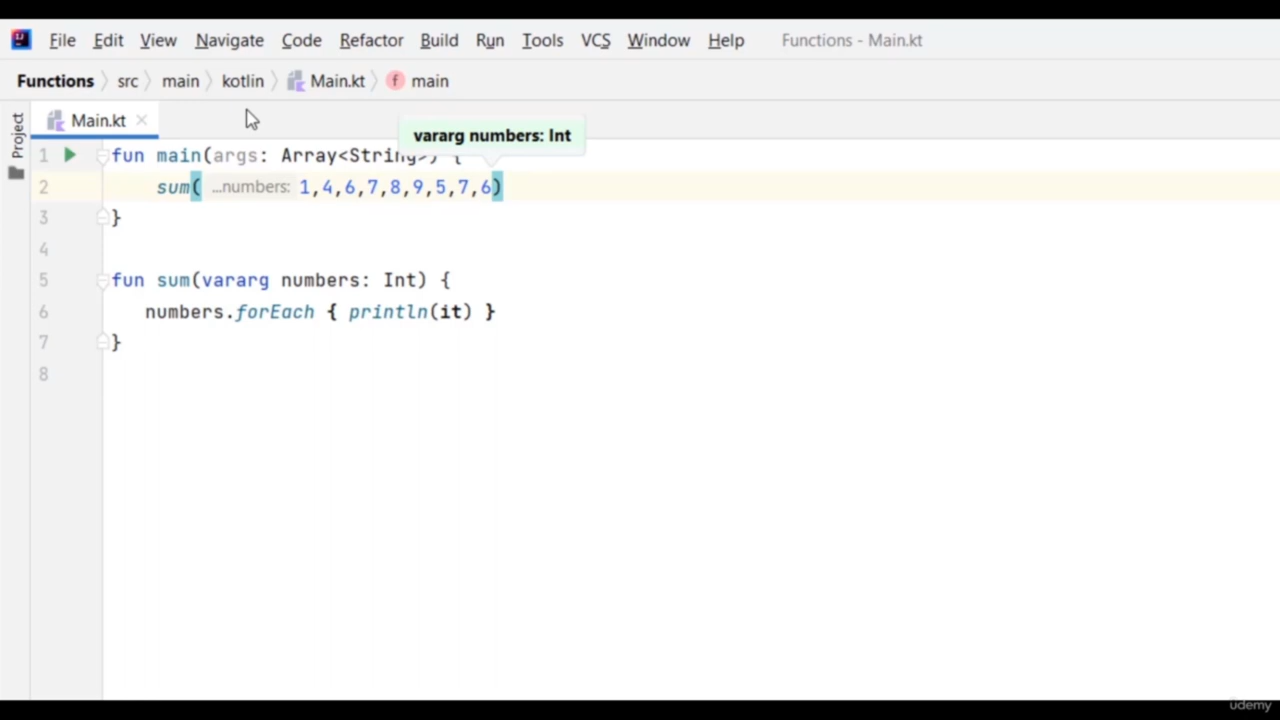 File Edit View Navigate Code Refactor Build Run Tools VCS Window Help Functions - Main.kt
Functions src main kotlin Main.kt f main
Project
Main.kt
vararg numbers: Int
1 fun main(args: Array<String>) {
2 sum( ...numbers: 1,4,6,7,8,9,5,7,6)
3 }
4
5 fun sum(vararg numbers: Int) {
6 numbers.forEach { println(it) }
7 }
8
ûdemy